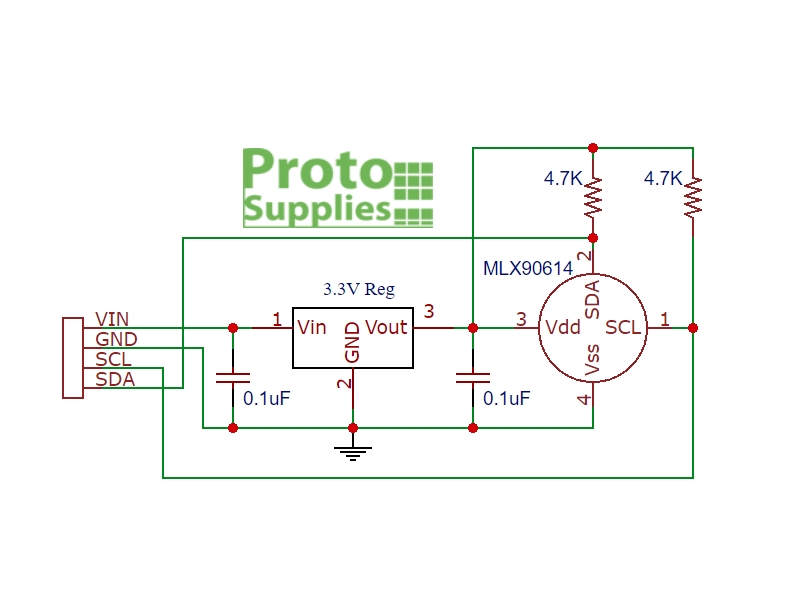 Proto
Supplies
4.7K
4.7K
MLX90614
2
SDA
3.3V Reg
1
Vin
GND
Vout
3
2
3
Vdd
SCL
1
Vss
4
VIN
GND
SCL
SDA
0.1uF
0.1uF